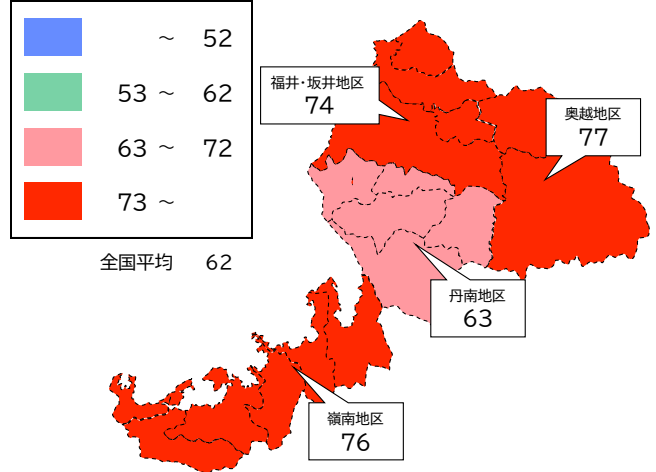 ～ 52
53 ～ 62
63 ～ 72
73 ～
全国平均 62
福井・坂井地区
74
奥越地区
77
丹南地区
63
嶺南地区
76